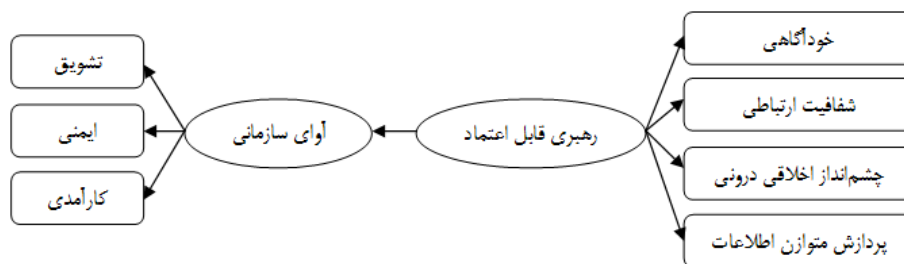 خودآگاهی
شفافیت ارتباطی
چشم‌انداز اخلاقی درونی
پردازش متوازن اطلاعات
رهبری قابل اعتماد
آوای سازمانی
تشویق
ایمنی
کارآمدی